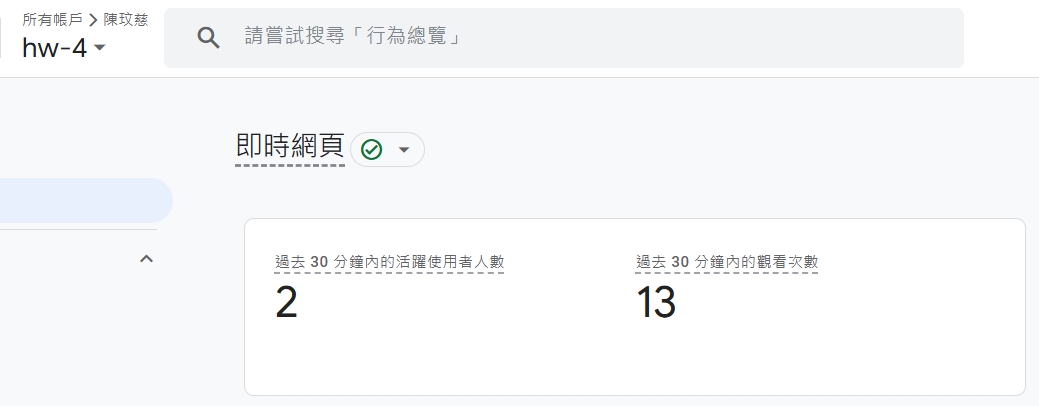 所有帳戶 > 陳玟慈
hw-4
請嘗試搜尋「行為總覽」
即時網頁
過去 30 分鐘內的活躍使用者人數
2
過去 30 分鐘內的觀看次數
13